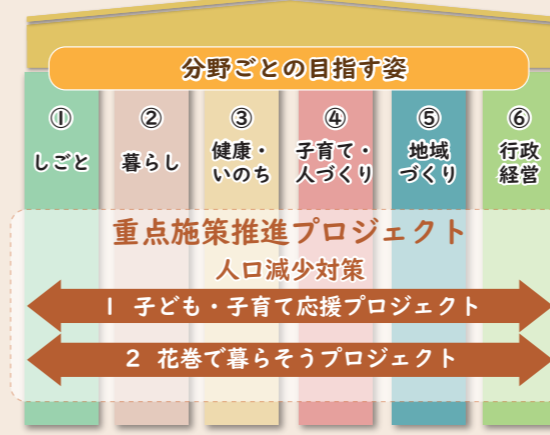 分野ごとの目指す姿
①
しごと
②
暮らし
③
健康・
いのち
④
子育て・
人づくり
⑤
地域
づくり
⑥
行政
経営
重点施策推進プロジェクト
人口減少対策
1 子ども・子育て応援プロジェクト
2 花巻で暮らそうプロジェクト